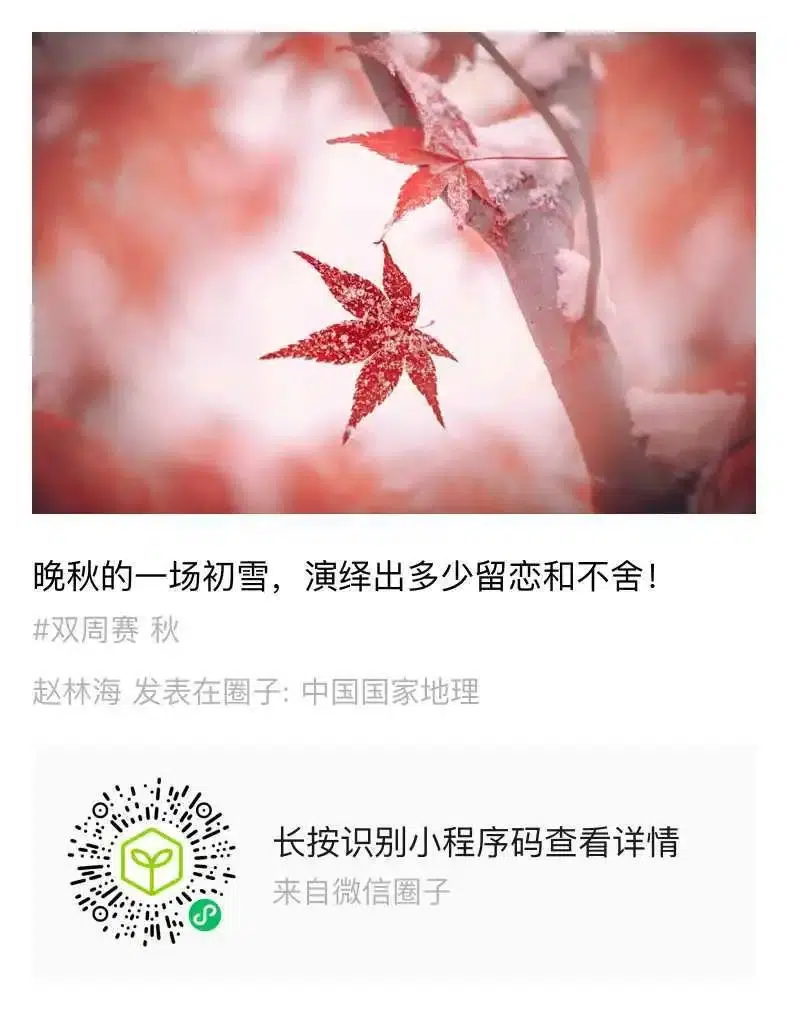 晚秋的一场初雪，演绎出多少留恋和不舍！
#双周赛 秋
赵林海 发表在圈子: 中国国家地理
长按识别小程序码查看详情
来自微信圈子